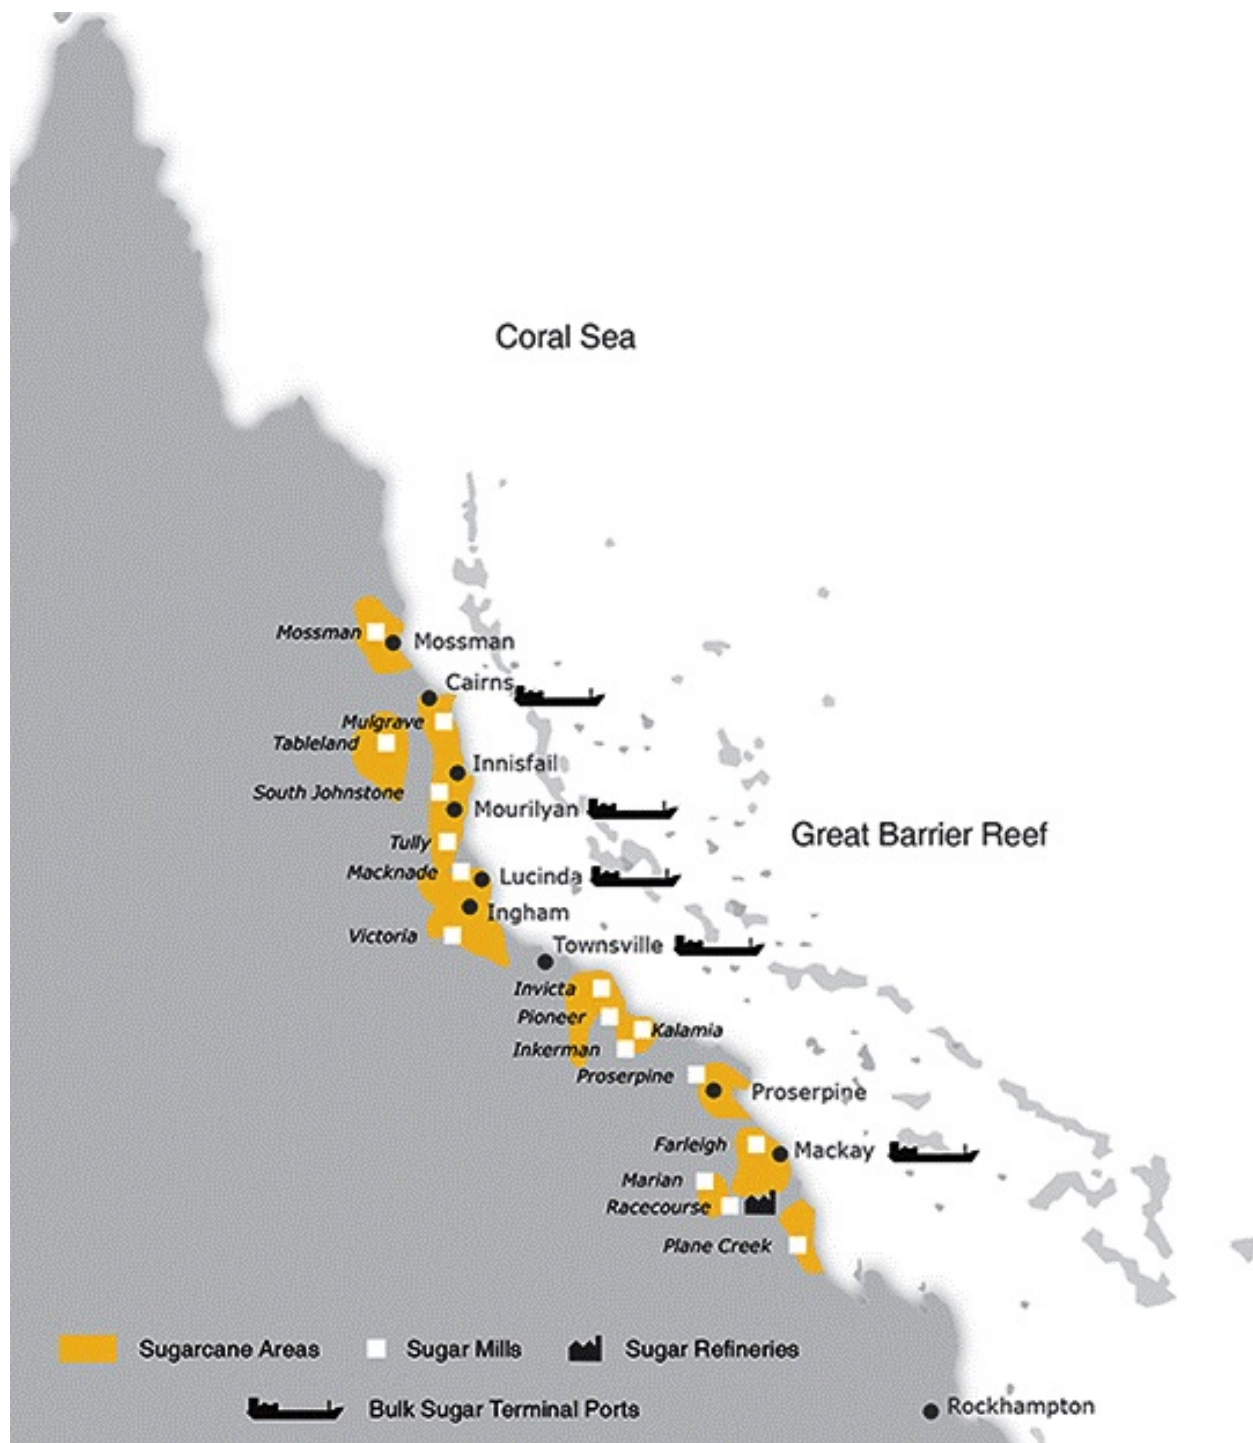 Coral Sea
Mossman
Mossman
Cairns
Mulgrave
Tableland
Innisfail
South Johnstone
Mourilyan
Great Barrier Reef
Tully
Macknade
Lucinda
Ingham
Victoria
Townsville
Invicta
Pioneer
Kalamia
Inkerman
Proserpine
Proserpine
Farleigh
Mackay
Marian
Racecourse
Plane Creek
Sugarcane Areas
Sugar Mills
Sugar Refineries
Bulk Sugar Terminal Ports
Rockhampton